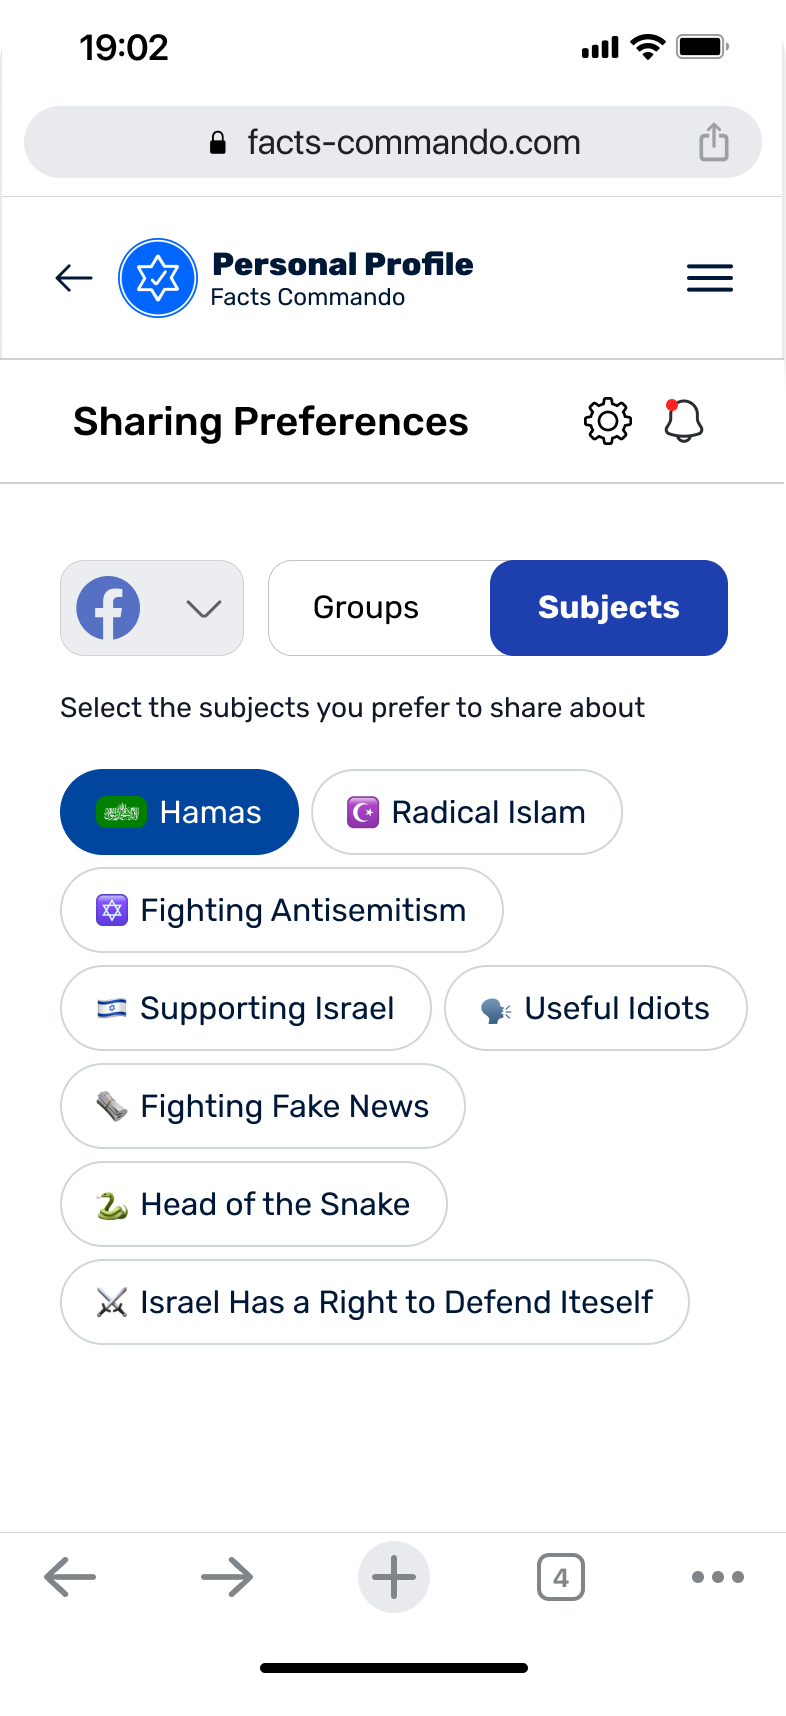 19:02
facts-commando.com
Personal Profile
Facts Commando
Sharing Preferences
Groups
Subjects
Select the subjects you prefer to share about
Hamas
Radical Islam
Fighting Antisemitism
Supporting Israel
Useful Idiots
Fighting Fake News
Head of the Snake
Israel Has a Right to Defend Iteself
4